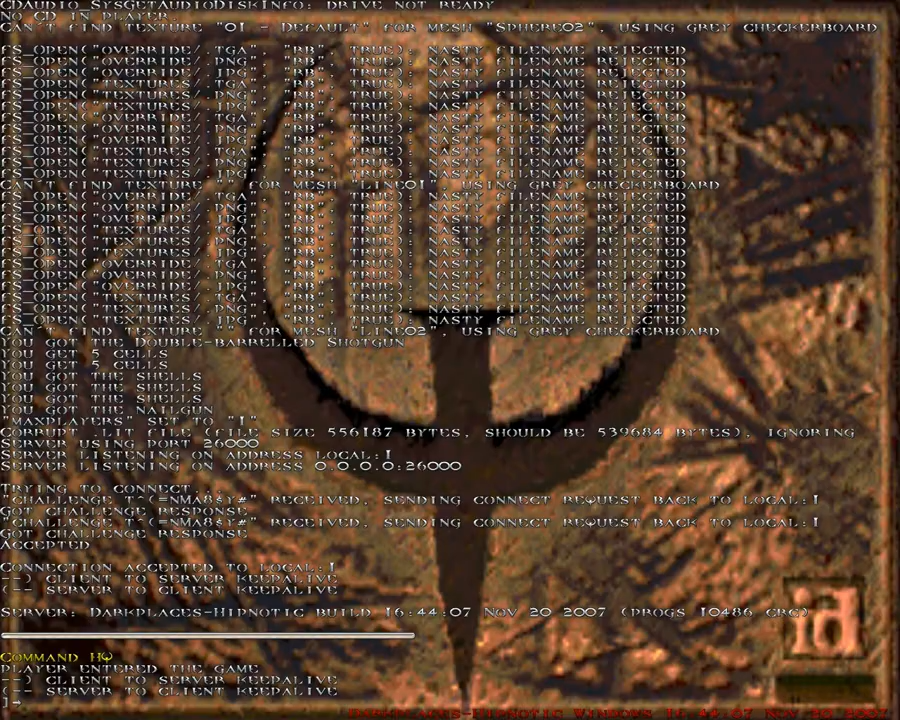 CDAudio_SysGetAudioDiskInfo: drive not ready
No CD in player.
Can't find texture "01 - Default" for mesh "Sphere02", using grey checkerboard
FS_Open("override/.tga", "rb", true): nasty filename rejected
FS_Open("override/.png", "rb", true): nasty filename rejected
FS_Open("override/.jpg", "rb", true): nasty filename rejected
FS_Open("textures/.tga", "rb", true): nasty filename rejected
FS_Open("textures/.png", "rb", true): nasty filename rejected
FS_Open("textures/.jpg", "rb", true): nasty filename rejected
FS_Open("override/.tga", "rb", true): nasty filename rejected
FS_Open("override/.png", "rb", true): nasty filename rejected
FS_Open("override/.jpg", "rb", true): nasty filename rejected
FS_Open("textures/.tga", "rb", true): nasty filename rejected
FS_Open("textures/.png", "rb", true): nasty filename rejected
FS_Open("textures/.jpg", "rb", true): nasty filename rejected
Can't find texture "" for mesh "Line01", using grey checkerboard
FS_Open("override/.tga", "rb", true): nasty filename rejected
FS_Open("override/.png", "rb", true): nasty filename rejected
FS_Open("override/.jpg", "rb", true): nasty filename rejected
FS_Open("textures/.tga", "rb", true): nasty filename rejected
FS_Open("textures/.png", "rb", true): nasty filename rejected
FS_Open("textures/.jpg", "rb", true): nasty filename rejected
FS_Open("override/.tga", "rb", true): nasty filename rejected
FS_Open("override/.png", "rb", true): nasty filename rejected
FS_Open("override/.jpg", "rb", true): nasty filename rejected
FS_Open("textures/.tga", "rb", true): nasty filename rejected
FS_Open("textures/.png", "rb", true): nasty filename rejected
FS_Open("textures/.jpg", "rb", true): nasty filename rejected
Can't find texture "" for mesh "Line02", using grey checkerboard
You got the Double-barrelled Shotgun
You get 5 cells
You get 5 cells
You got the shells
You got the shells
You got the nailgun
"maxplayers" set to "1"
Corrupt .lit file (file size 556187 bytes, should be 539684 bytes), ignoring
Server using port 26000
Server listening on address local:1
Server listening on address 0.0.0.0:26000
Trying to connect...
"challenge T^(=NMA8&Y#" received, sending connect request back to local:1
Got challenge response
"challenge T^(=NMA8&Y#" received, sending connect request back to local:1
Got challenge response
Accepted
Connection accepted to local:1
--> client to server keepalive
<-- client to server keepalive
Server: Darkplaces-Hipnotic build 16:44:07 Nov 20 2007 (progs 10486 crc)
Command HQ
player entered the game
--> server to client keepalive
<-- server to client keepalive
]
id
Darkplaces-Hipnotic Windows 16:44:07 Nov 20 2007